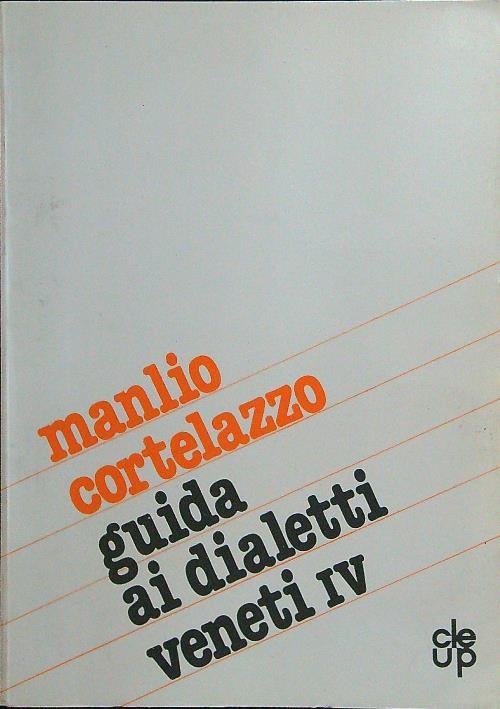 manlio
cortelazzo
guida
ai dialetti
veneti IV
cle
up